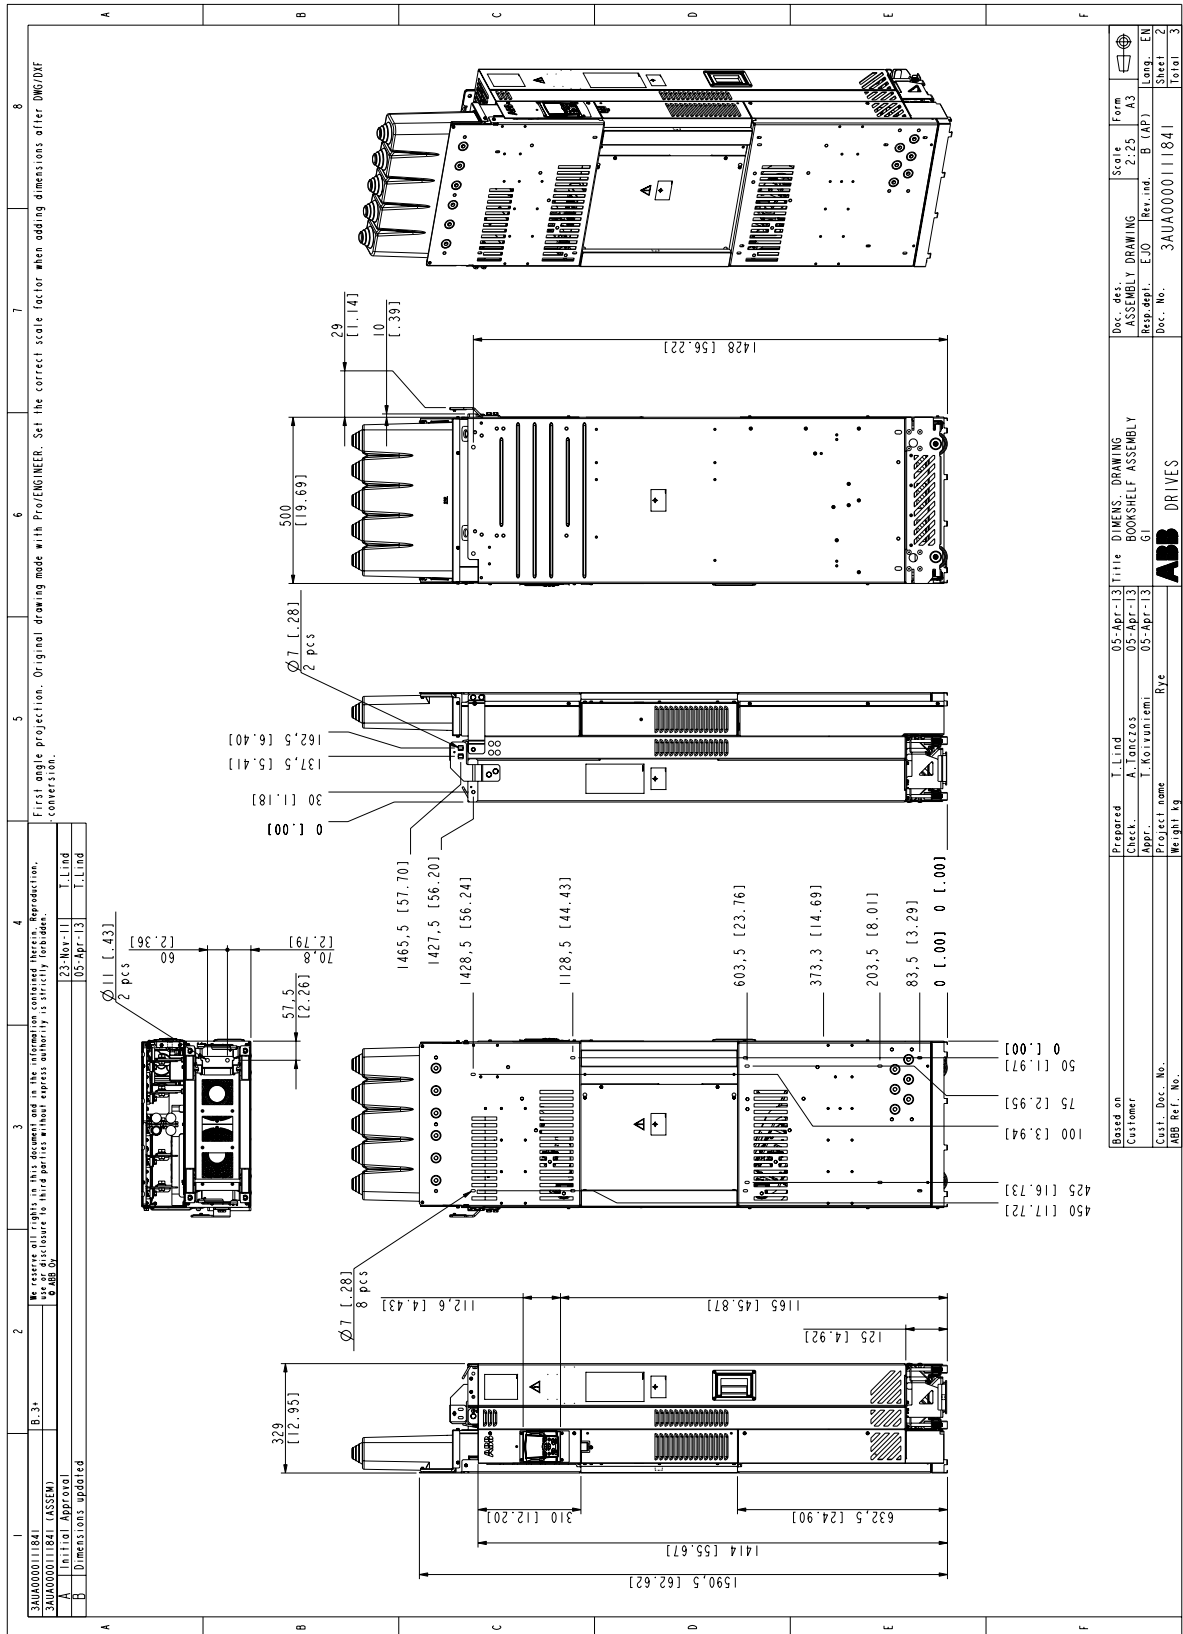 1
2
3
4
5
6
7
8
A
B
C
D
E
F
3AUA0000111841
B.3+
3AUA0000111841 (ASSEM)
A Initial Approval 23-Nov-11 T.Lind
B Dimensions updated 05-Apr-13 T.Lind
We reserve all rights in this document and in the information contained therein. Reproduction,
use or disclosure to third parties without express authority is strictly forbidden.
© ABB Oy
First angle projection. Original drawing made with Pro/ENGINEER. Set the correct scale factor when adding dimensions after DWG/DXF
conversion.
Ø11 [.43]
2 pcs
60
[2.36]
70,8
[2.79]
57,5
[2.26]
329
[12.95]
ABB
112,6 [4.43]
1165 [45.87]
125 [4.92]
310 [12.20]
632,5 [24.90]
1414 [55.67]
1590,5 [62.62]
Ø7 [.28]
8 pcs
1465,5 [57.70]
1427,5 [56.20]
1428,5 [56.24]
1128,5 [44.43]
603,5 [23.76]
373,3 [14.69]
203,5 [8.01]
83,5 [3.29]
0 [.00]
0 [.00]
0 [.00]
50 [1.97]
75 [2.95]
100 [3.94]
425 [16.73]
450 [17.72]
Ø7 [.28]
2 pcs
162,5 [6.40]
137,5 [5.41]
30 [1.18]
0 [.00]
500
[19.69]
29
[1.14]
10
[.39]
1428 [56.22]
Based on
Customer
Cust. Doc. No.
ABB Ref. No.
Prepared T.Lind 05-Apr-13
Check. A.Tanczos 05-Apr-13
Appr. T.Koivuniemi 05-Apr-13
Project name Rye
Weight kg
Title DIMENS. DRAWING
BOOKSHELF ASSEMBLY
G1
ABB DRIVES
Doc. des.
ASSEMBLY DRAWING
Scale 2:25
Form A3
Resp.dept. EJO
Rev.ind. B (AP)
Lang. EN
Doc. No.
3AUA0000111841
Sheet 2
Total 3
A
B
C
D
E
F